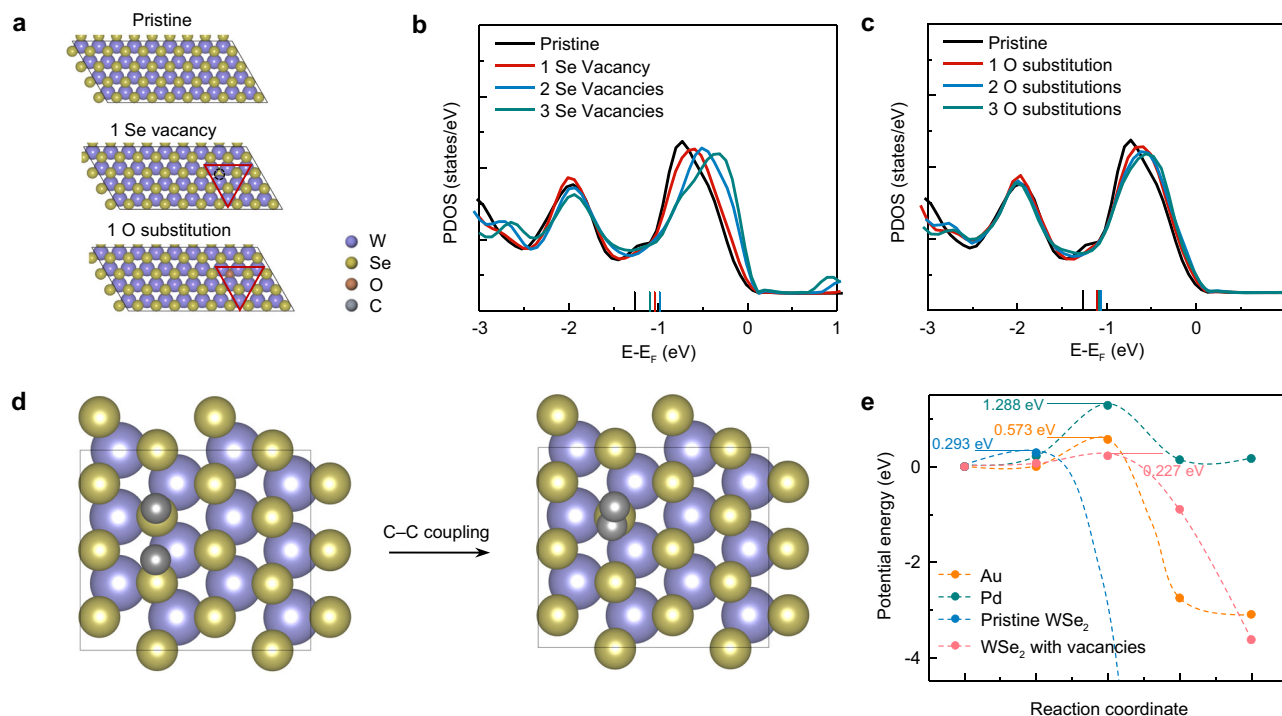 a
Pristine
1 Se vacancy
1 O substitution
W
Se
O
C
b
Pristine
1 Se Vacancy
2 Se Vacancies
3 Se Vacancies
PDOS (states/eV)
-3 -2 -1 0 1
E-E_F (eV)
c
Pristine
1 O substitution
2 O substitutions
3 O substitutions
PDOS (states/eV)
-3 -2 -1 0
E-E_F (eV)
d
C–C coupling
e
1.288 eV
0.573 eV
0.293 eV
0.227 eV
0
-2
-4
Potential energy (eV)
Au
Pd
Pristine WSe₂
WSe₂ with vacancies
Reaction coordinate